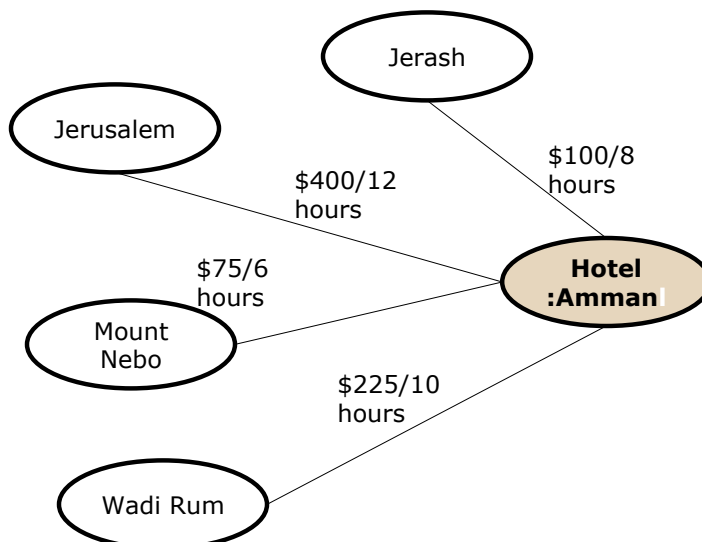 Jerash
Jerusalem
$100/8
hours
$400/12
hours
Hotel
:Amman
$75/6
hours
Mount
Nebo
$225/10
hours
Wadi Rum